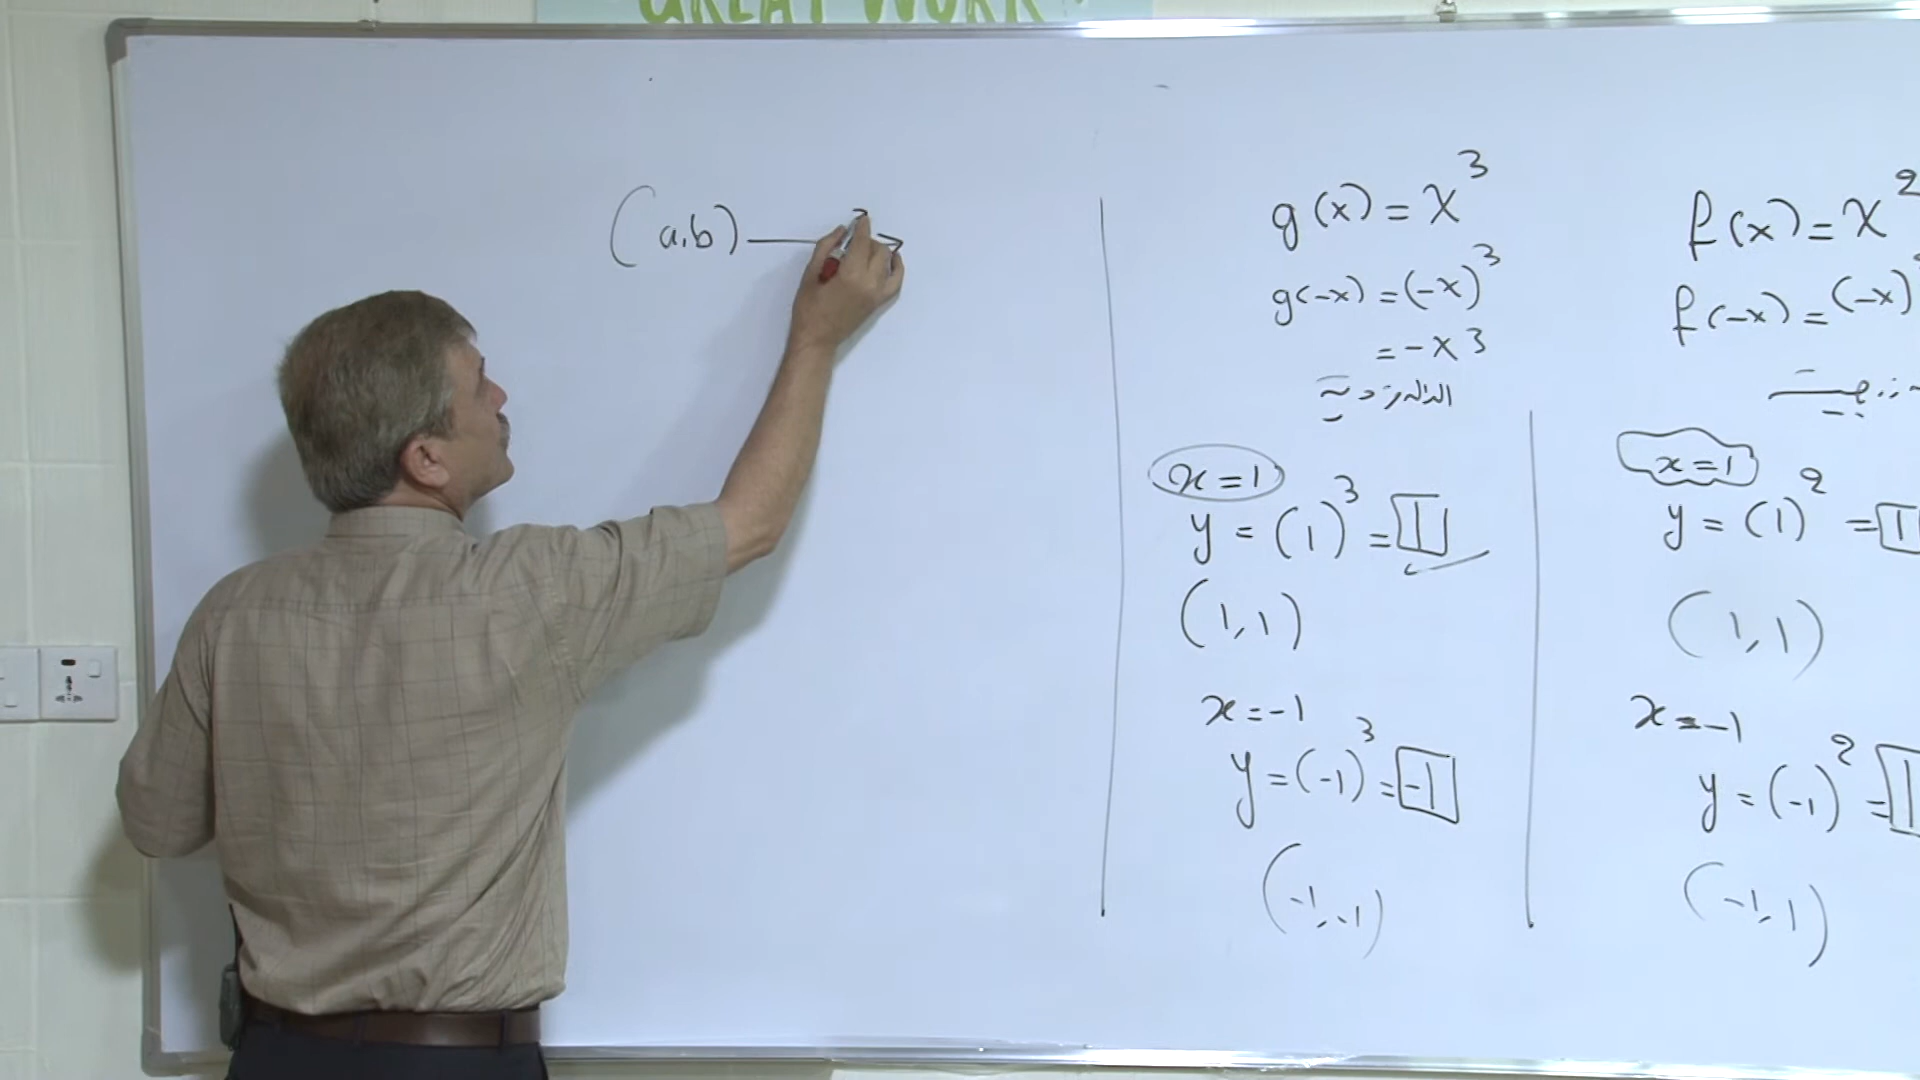 GREAT WORK
(a,b)
g(x) = x³
g(-x) = (-x)³
= -x³
x = 1
y = (1)³ = 1
(1,1)
x = -1
y = (-1)³ = -1
(-1,-1)
f(x) = x²
f(-x) = (-x)
x = 1
y = (1)² = 1
(1,1)
x = -1
y = (-1)² = 1
(-1,1)